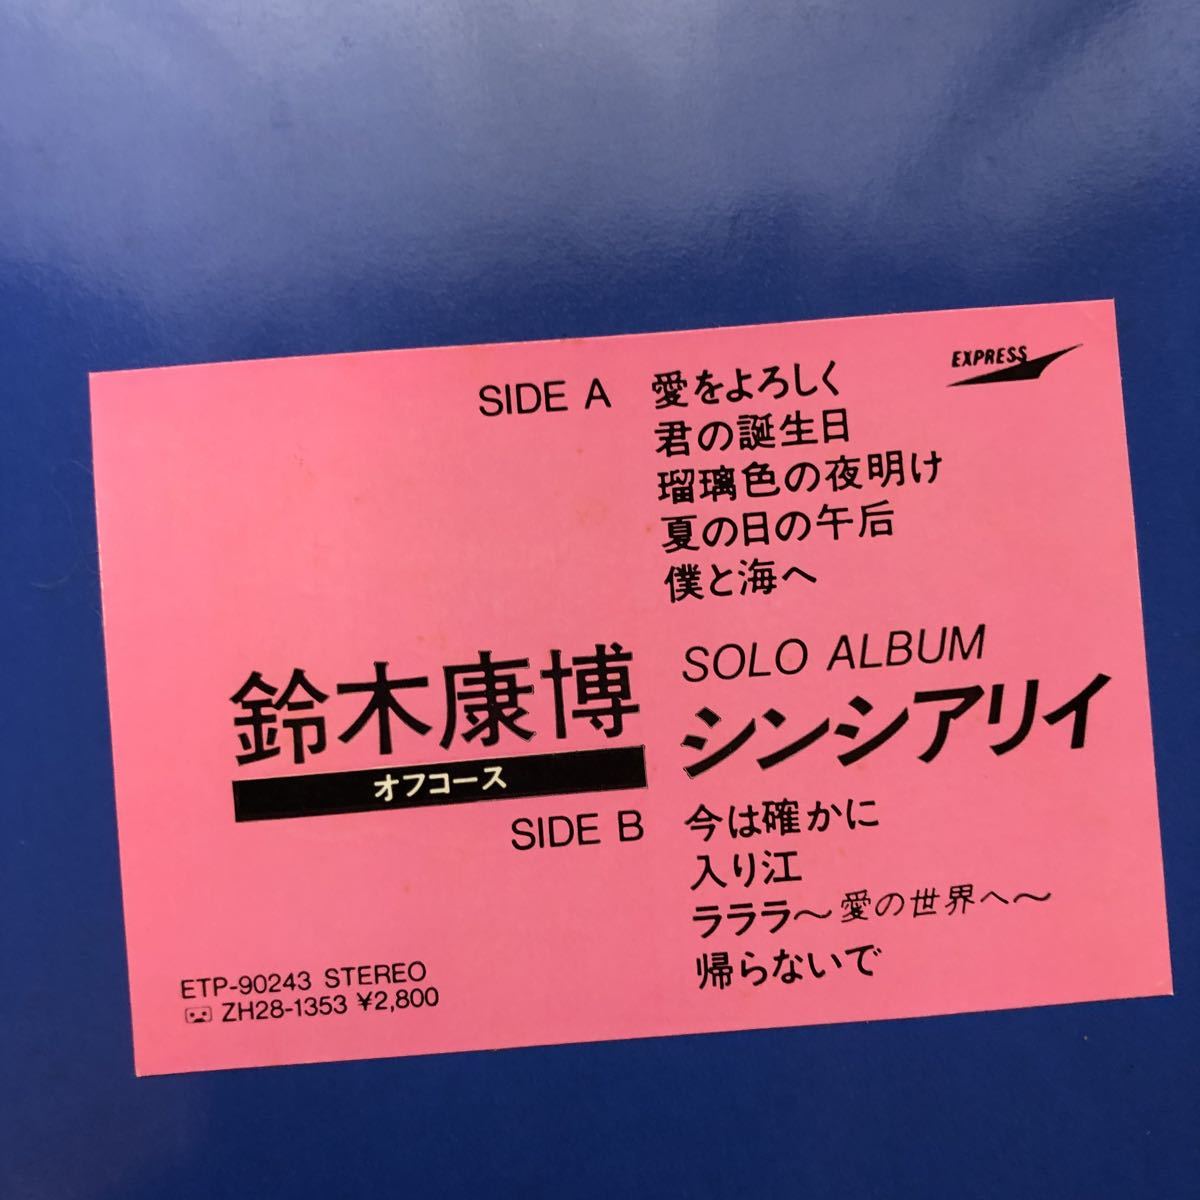 EXPRESS
SIDE A
愛をよろしく
君の誕生日
瑠璃色の夜明け
夏の日の午后
僕と海へ
鈴木康博
オフコース
SOLO ALBUM
シンシアリイ
SIDE B
今は確かに
入り江
ラララ〜愛の世界へ〜
帰らないで
ETP-90243 STEREO
ZH28-1353 ¥2,800